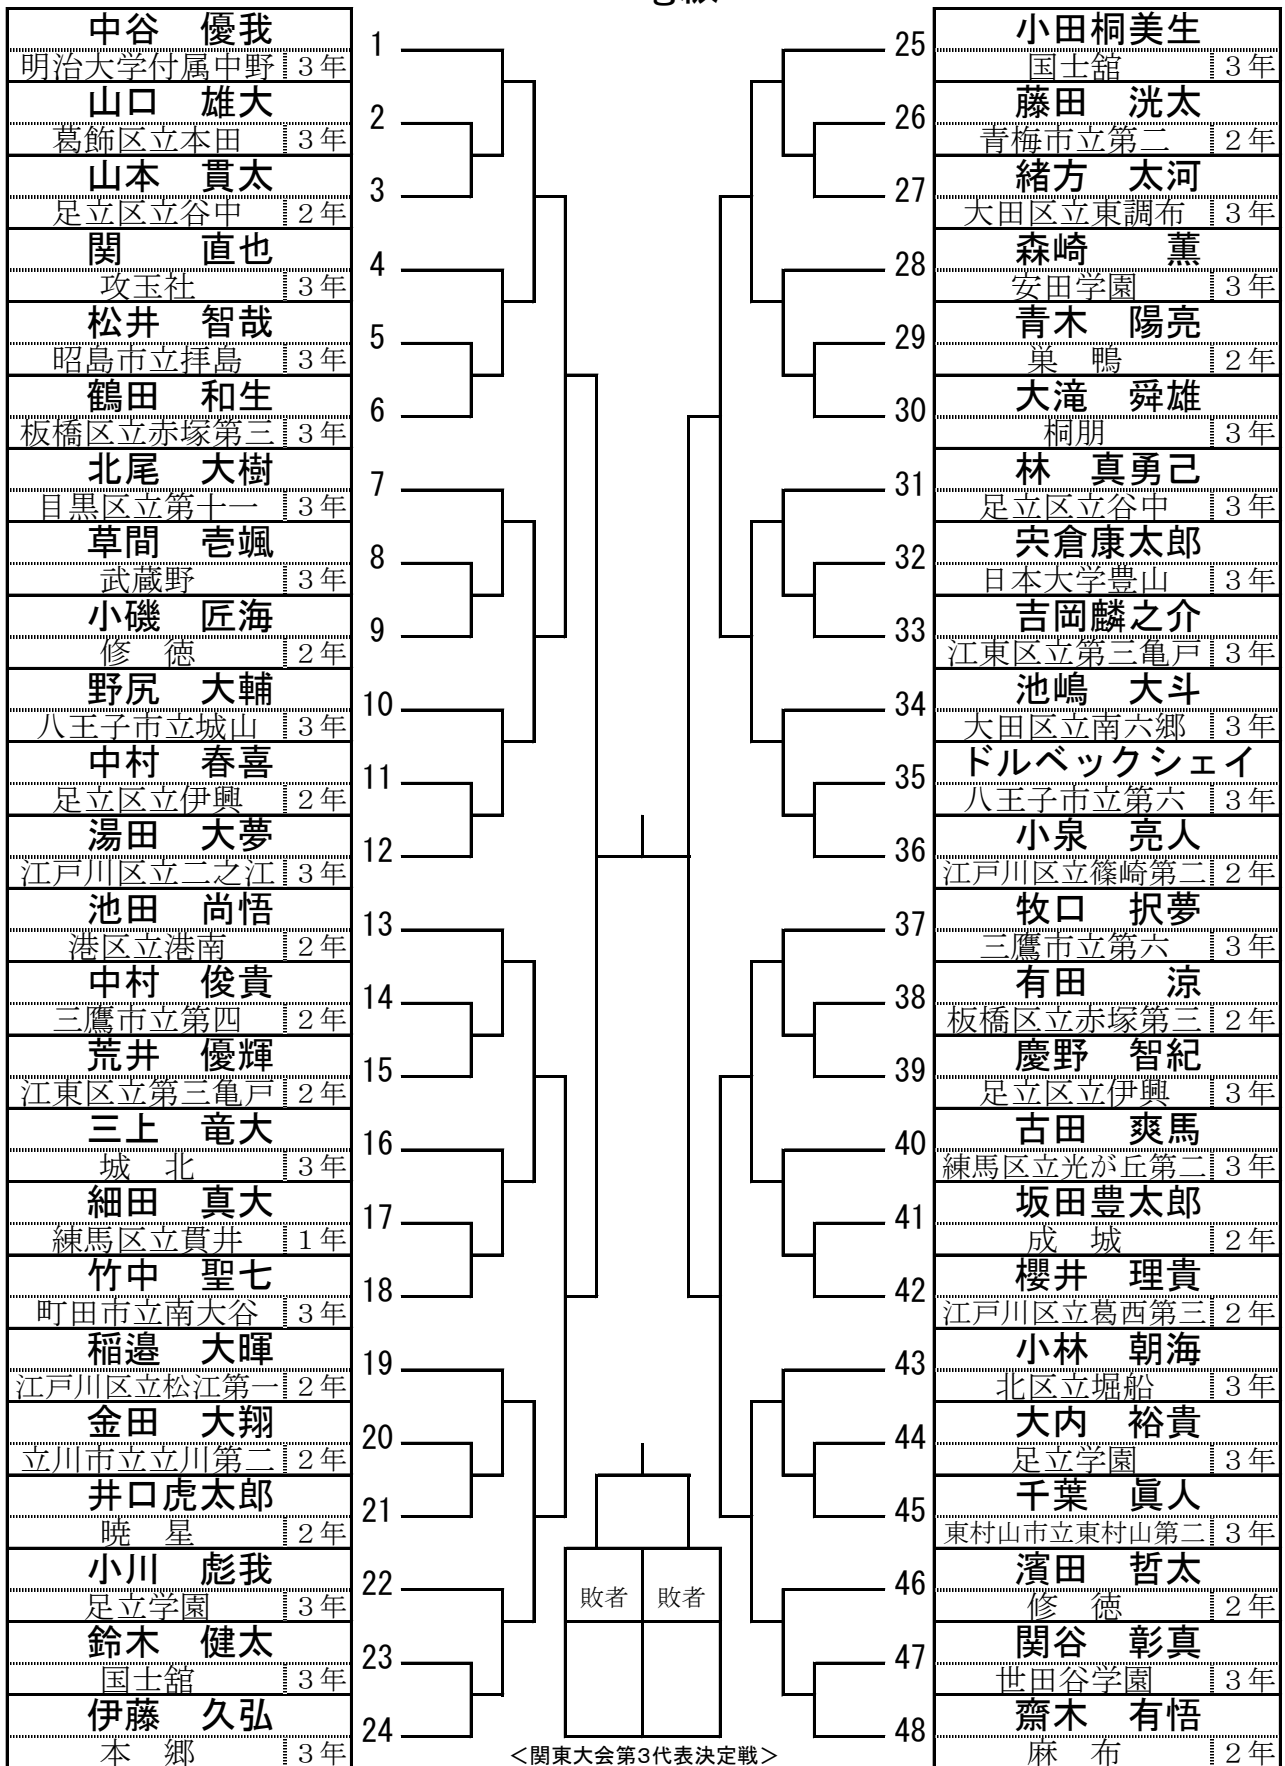 中谷　優我
明治大学付属中野 3年
1
山口　雄大
葛飾区立本田 3年
2
山本　貫太
足立区立谷中 2年
3
関　直也
攻玉社 3年
4
松井　智哉
昭島市立拝島 3年
5
鶴田　和生
板橋区立赤塚第三 3年
6
北尾　大樹
目黒区立第十一 3年
7
草間　壱颯
武蔵野 3年
8
小磯　匠海
修　徳 2年
9
野尻　大輔
八王子市立城山 3年
10
中村　春喜
足立区立伊興 2年
11
湯田　大夢
江戸川区立二之江 3年
12
池田　尚悟
港区立港南 2年
13
中村　俊貴
三鷹市立第四 2年
14
荒井　優輝
江東区立第三亀戸 2年
15
三上　竜大
城　北 3年
16
細田　真大
練馬区立貫井 1年
17
竹中　聖七
町田市立南大谷 3年
18
稲邉　大暉
江戸川区立松江第一 2年
19
金田　大翔
立川市立立川第二 2年
20
井口虎太郎
暁　星 2年
21
小川　彪我
足立学園 3年
22
鈴木　健太
国士舘 3年
23
伊藤　久弘
本　郷 3年
24
敗者 敗者
＜関東大会第3代表決定戦＞
25
小田桐美生
国士舘 3年
26
藤田　洸太
青梅市立第二 2年
27
緒方　太河
大田区立東調布 3年
28
森崎　薫
安田学園 3年
29
青木　陽亮
巣　鴨 2年
30
大滝　舜雄
桐朋 3年
31
林　真勇己
足立区立谷中 3年
32
宍倉康太郎
日本大学豊山 3年
33
吉岡麟之介
江東区立第三亀戸 3年
34
池嶋　大斗
大田区立南六郷 3年
35
ドルベックシェイ
八王子市立第六 3年
36
小泉　亮人
江戸川区立篠崎第二 2年
37
牧口　択夢
三鷹市立第六 3年
38
有田　涼
板橋区立赤塚第三 2年
39
慶野　智紀
足立区立伊興 3年
40
古田　爽馬
練馬区立光が丘第二 3年
41
坂田豊太郎
成　城 2年
42
櫻井　理貴
江戸川区立葛西第三 2年
43
小林　朝海
北区立堀船 3年
44
大内　裕貴
足立学園 3年
45
千葉　眞人
東村山市立東村山第二 3年
46
濱田　哲太
修　徳 2年
47
関谷　彰真
世田谷学園 3年
48
齋木　有悟
麻　布 2年